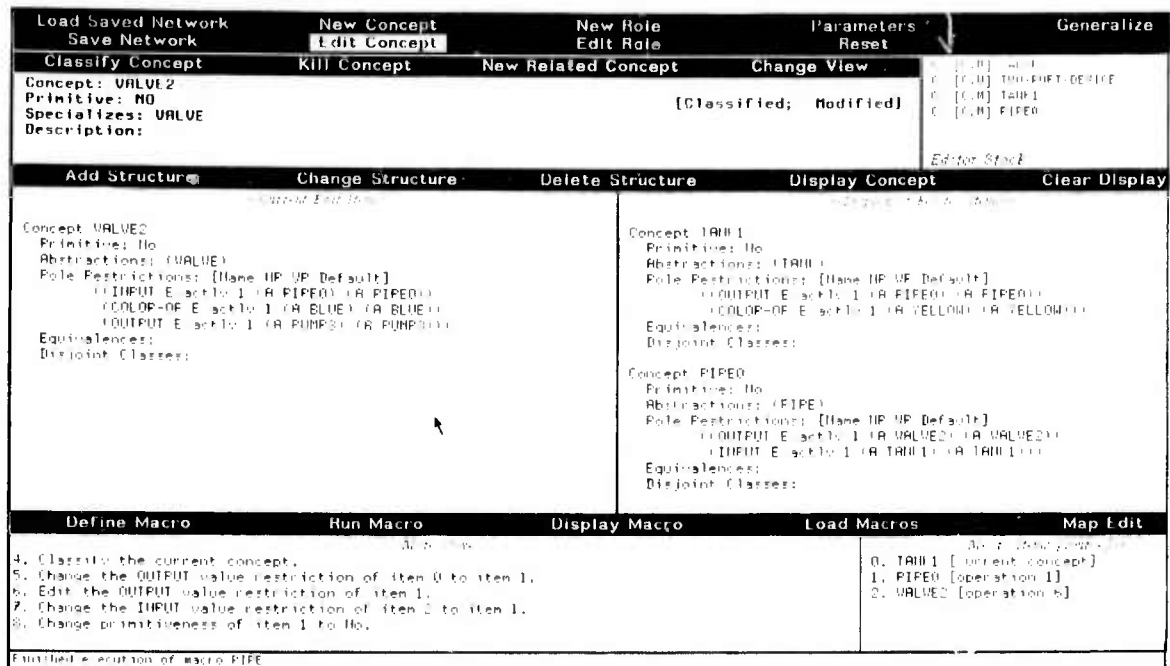 Load Saved Network New Concept New Role Parameters Generalize
Save Network Edit Concept Edit Role Reset
Classify Concept Kill Concept New Related Concept Change View
Concept: VALVE2
Primitive: NO [Classified; Modified]
Specializes: VALVE
Description:
C [C,M] TWO-PORT-DEVICE
C [C,M] TANK1
C [C,M] PIPE0
Editor Stack
Add Structure Change Structure Delete Structure Display Concept Clear Display
Concept VALVE2
Primitive: No
Abstractions: (VALVE)
Role Restrictions: [Name NR VR Default]
((INPUT Exactly 1 (A PIPE0) (A PIPE0))
(COLOR-OF Exactly 1 (A BLUE) (A BLUE))
(OUTPUT Exactly 1 (A PUMP3) (A PUMP3)))
Equivalences:
Disjoint Classes:
Concept TANK1
Primitive: No
Abstractions: (TANK)
Role Restrictions: [Name NR VR Default]
((OUTPUT Exactly 1 (A PIPE0) (A PIPE0))
(COLOR-OF Exactly 1 (A YELLOW) (A YELLOW)))
Equivalences:
Disjoint Classes:
Concept PIPE0
Primitive: No
Abstractions: (PIPE)
Role Restrictions: [Name NR VR Default]
((OUTPUT Exactly 1 (A VALVE2) (A VALVE2))
(INPUT Exactly 1 (A TANK1) (A TANK1)))
Equivalences:
Disjoint Classes:
Define Macro Run Macro Display Macro Load Macros Map Edit
4. Classify the current concept.
5. Change the OUTPUT value restriction of item 0 to item 1.
6. Edit the OUTPUT value restriction of item 1.
7. Change the INPUT value restriction of item 2 to item 1.
8. Change primitiveness of item 1 to No.
0. TANK1 [current concept]
1. PIPE0 [operation 1]
2. VALVE2 [operation 6]
Finished execution of macro PIPE